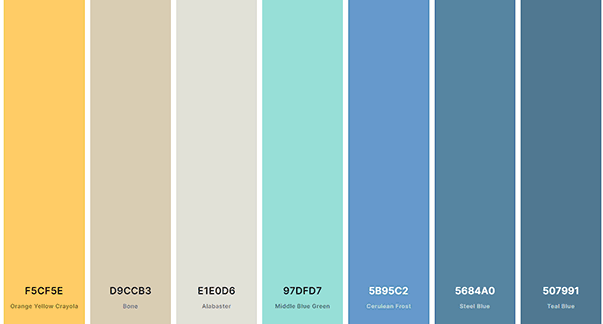 F5CF5E
Orange Yellow Crayola
D9CCB3
Bone
E1E0D6
Alabaster
97DFD7
Middle Blue Green
5B95C2
Cerulean Frost
5684A0
Steel Blue
507991
Teal Blue